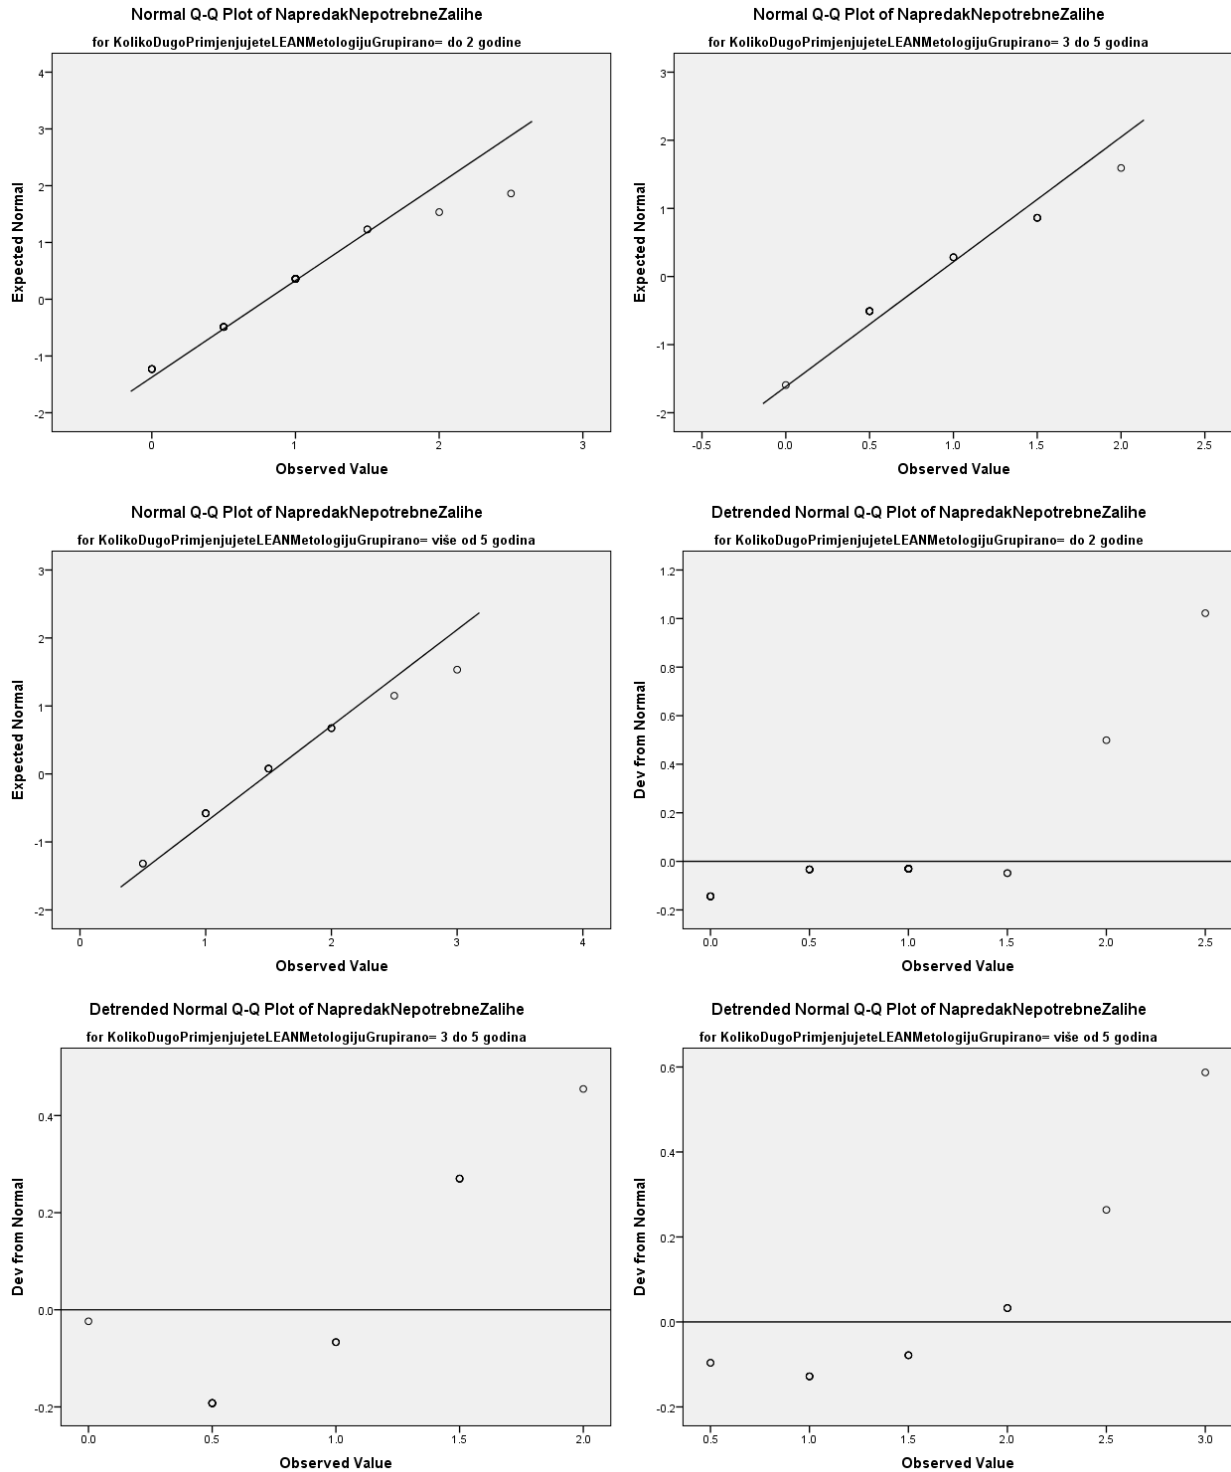 Normal Q-Q Plot of NapredakNepotrebneZalihe
for KolikoDugoPrimjenjujeteLEANMetologijuGrupirano= do 2 godine
Expected Normal
4
3
2
1
0
-1
-2
0 1 2 3
Observed Value
Normal Q-Q Plot of NapredakNepotrebneZalihe
for KolikoDugoPrimjenjujeteLEANMetologijuGrupirano= 3 do 5 godina
Expected Normal
3
2
1
0
-1
-2
-0.5 0.0 0.5 1.0 1.5 2.0 2.5
Observed Value
Normal Q-Q Plot of NapredakNepotrebneZalihe
for KolikoDugoPrimjenjujeteLEANMetologijuGrupirano= više od 5 godina
Expected Normal
3
2
1
0
-1
-2
0 1 2 3 4
Observed Value
Detrended Normal Q-Q Plot of NapredakNepotrebneZalihe
for KolikoDugoPrimjenjujeteLEANMetologijuGrupirano= do 2 godine
Dev from Normal
1.2
1.0
0.8
0.6
0.4
0.2
0.0
-0.2
0.0 0.5 1.0 1.5 2.0 2.5
Observed Value
Detrended Normal Q-Q Plot of NapredakNepotrebneZalihe
for KolikoDugoPrimjenjujeteLEANMetologijuGrupirano= 3 do 5 godina
Dev from Normal
0.4
0.2
0.0
-0.2
0.0 0.5 1.0 1.5 2.0
Observed Value
Detrended Normal Q-Q Plot of NapredakNepotrebneZalihe
for KolikoDugoPrimjenjujeteLEANMetologijuGrupirano= više od 5 godina
Dev from Normal
0.6
0.4
0.2
0.0
-0.2
0.5 1.0 1.5 2.0 2.5 3.0
Observed Value